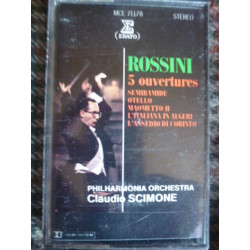 MCE 71178
STEREO
ERATO
ROSSINI
5 ouvertures
SEMIRAMIDE
OTELLO
MAOMETTO II
L'ITALIANA IN ALGERI
L'ASSEDIO DI CORINTO
PHILHARMONIA ORCHESTRA
Claudio SCIMONE